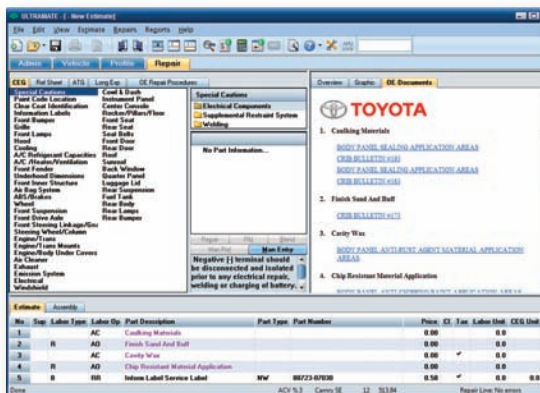 ULTRAMATE - [ - New Estimate]
File Edit View Estimate Repairs Reports Help
Admin Vehicle Profile Repair
CEG Ref Sheet ATG Long Exp OE Repair Procedures
Special Cautions
Paint Code Location
Clear Coat Identification
Information Labels
Front Bumper
Grille
Front Lamps
Hood
Cooling
A/C Refrigerant Capacities
A/C /Heater/Ventilation
Front Fender
Underhood Dimensions
Front Inner Structure
Air Bag System
ABS/Brakes
Wheel
Front Suspension
Front Drive Axle
Front Steering Linkage/Gea
Steering Wheel/Column
Engine/Trans
Engine/Trans Mounts
Engine/Body Under Covers
Air Cleaner
Exhaust
Emission System
Electrical
Windshield
Cowl & Dash
Instrument Panel
Center Console
Rocker/Pillars/Floor
Front Seat
Rear Seat
Seat Belts
Front Door
Rear Door
Roof
Sunroof
Back Window
Quarter Panel
Luggage Lid
Rear Suspension
Fuel Tank
Rear Body
Rear Lamps
Rear Bumper
Special Cautions
Electrical Components
Supplemental Restraint System
Welding
No Part Information...
Repair Blend
Man Entry
Negative (-) terminal should
be disconnected and isolated
prior to any electrical repair,
welding or charging of battery.
Overview Graphic OE-Documents
TOYOTA
1. Caulking Materials
BODY PANEL SEALING APPLICATION AREAS
CRIB BULLETIN #161
BODY PANEL SEALING APPLICATION AREAS
CRIB BULLETIN #161
2. Finish Sand And Buff
CRIB BULLETIN #175
3. Cavity Wax
BODY PANEL ANTI-RUST AGENT MATERIAL APPLICATION
AREAS
4. Chip Resistant Material Application
Estimate Assembly
No Sup Labor Type Labor Op Part Description Part Type Part Number Price Tax Labor Unit CEG Unit
1 AC Caulking Materials 0.00 0.0
2 R AO Finish Sand And Buff 0.00 0.0
3 AC Cavity Wax 0.00 0.0
4 R AO Chip Resistant Material Application 0.00 0.0
5 B RR Inform Label Service Label NW 88723-07030 0.58 0.0 0.0
Done Camry SE 12 Repair Line: No errors